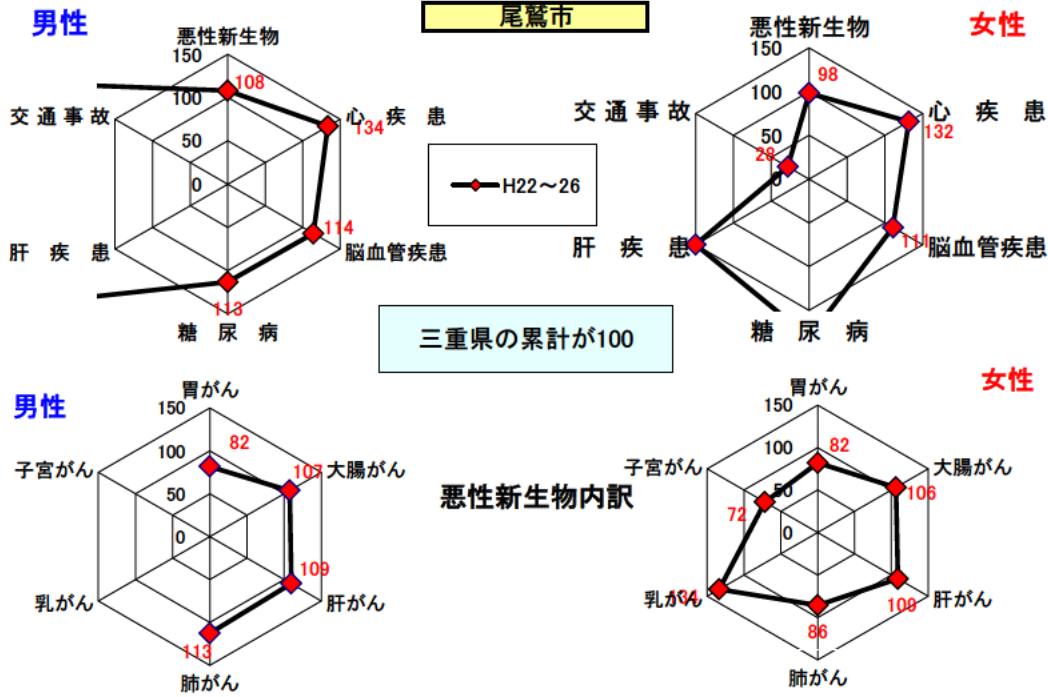 尾鷲市
男性
悪性新生物
150
100
50
0
108
心疾患
134
114
脳血管疾患
113
糖尿病
肝疾患
交通事故
H22～26
女性
悪性新生物
150
100
50
0
98
心疾患
132
111
脳血管疾患
糖尿病
肝疾患
交通事故
28
三重県の累計が100
男性
胃がん
150
100
50
0
82
大腸がん
107
109
肝がん
113
肺がん
乳がん
子宮がん
悪性新生物内訳
女性
胃がん
150
100
50
0
82
大腸がん
106
109
肝がん
86
肺がん
乳がん
子宮がん
72